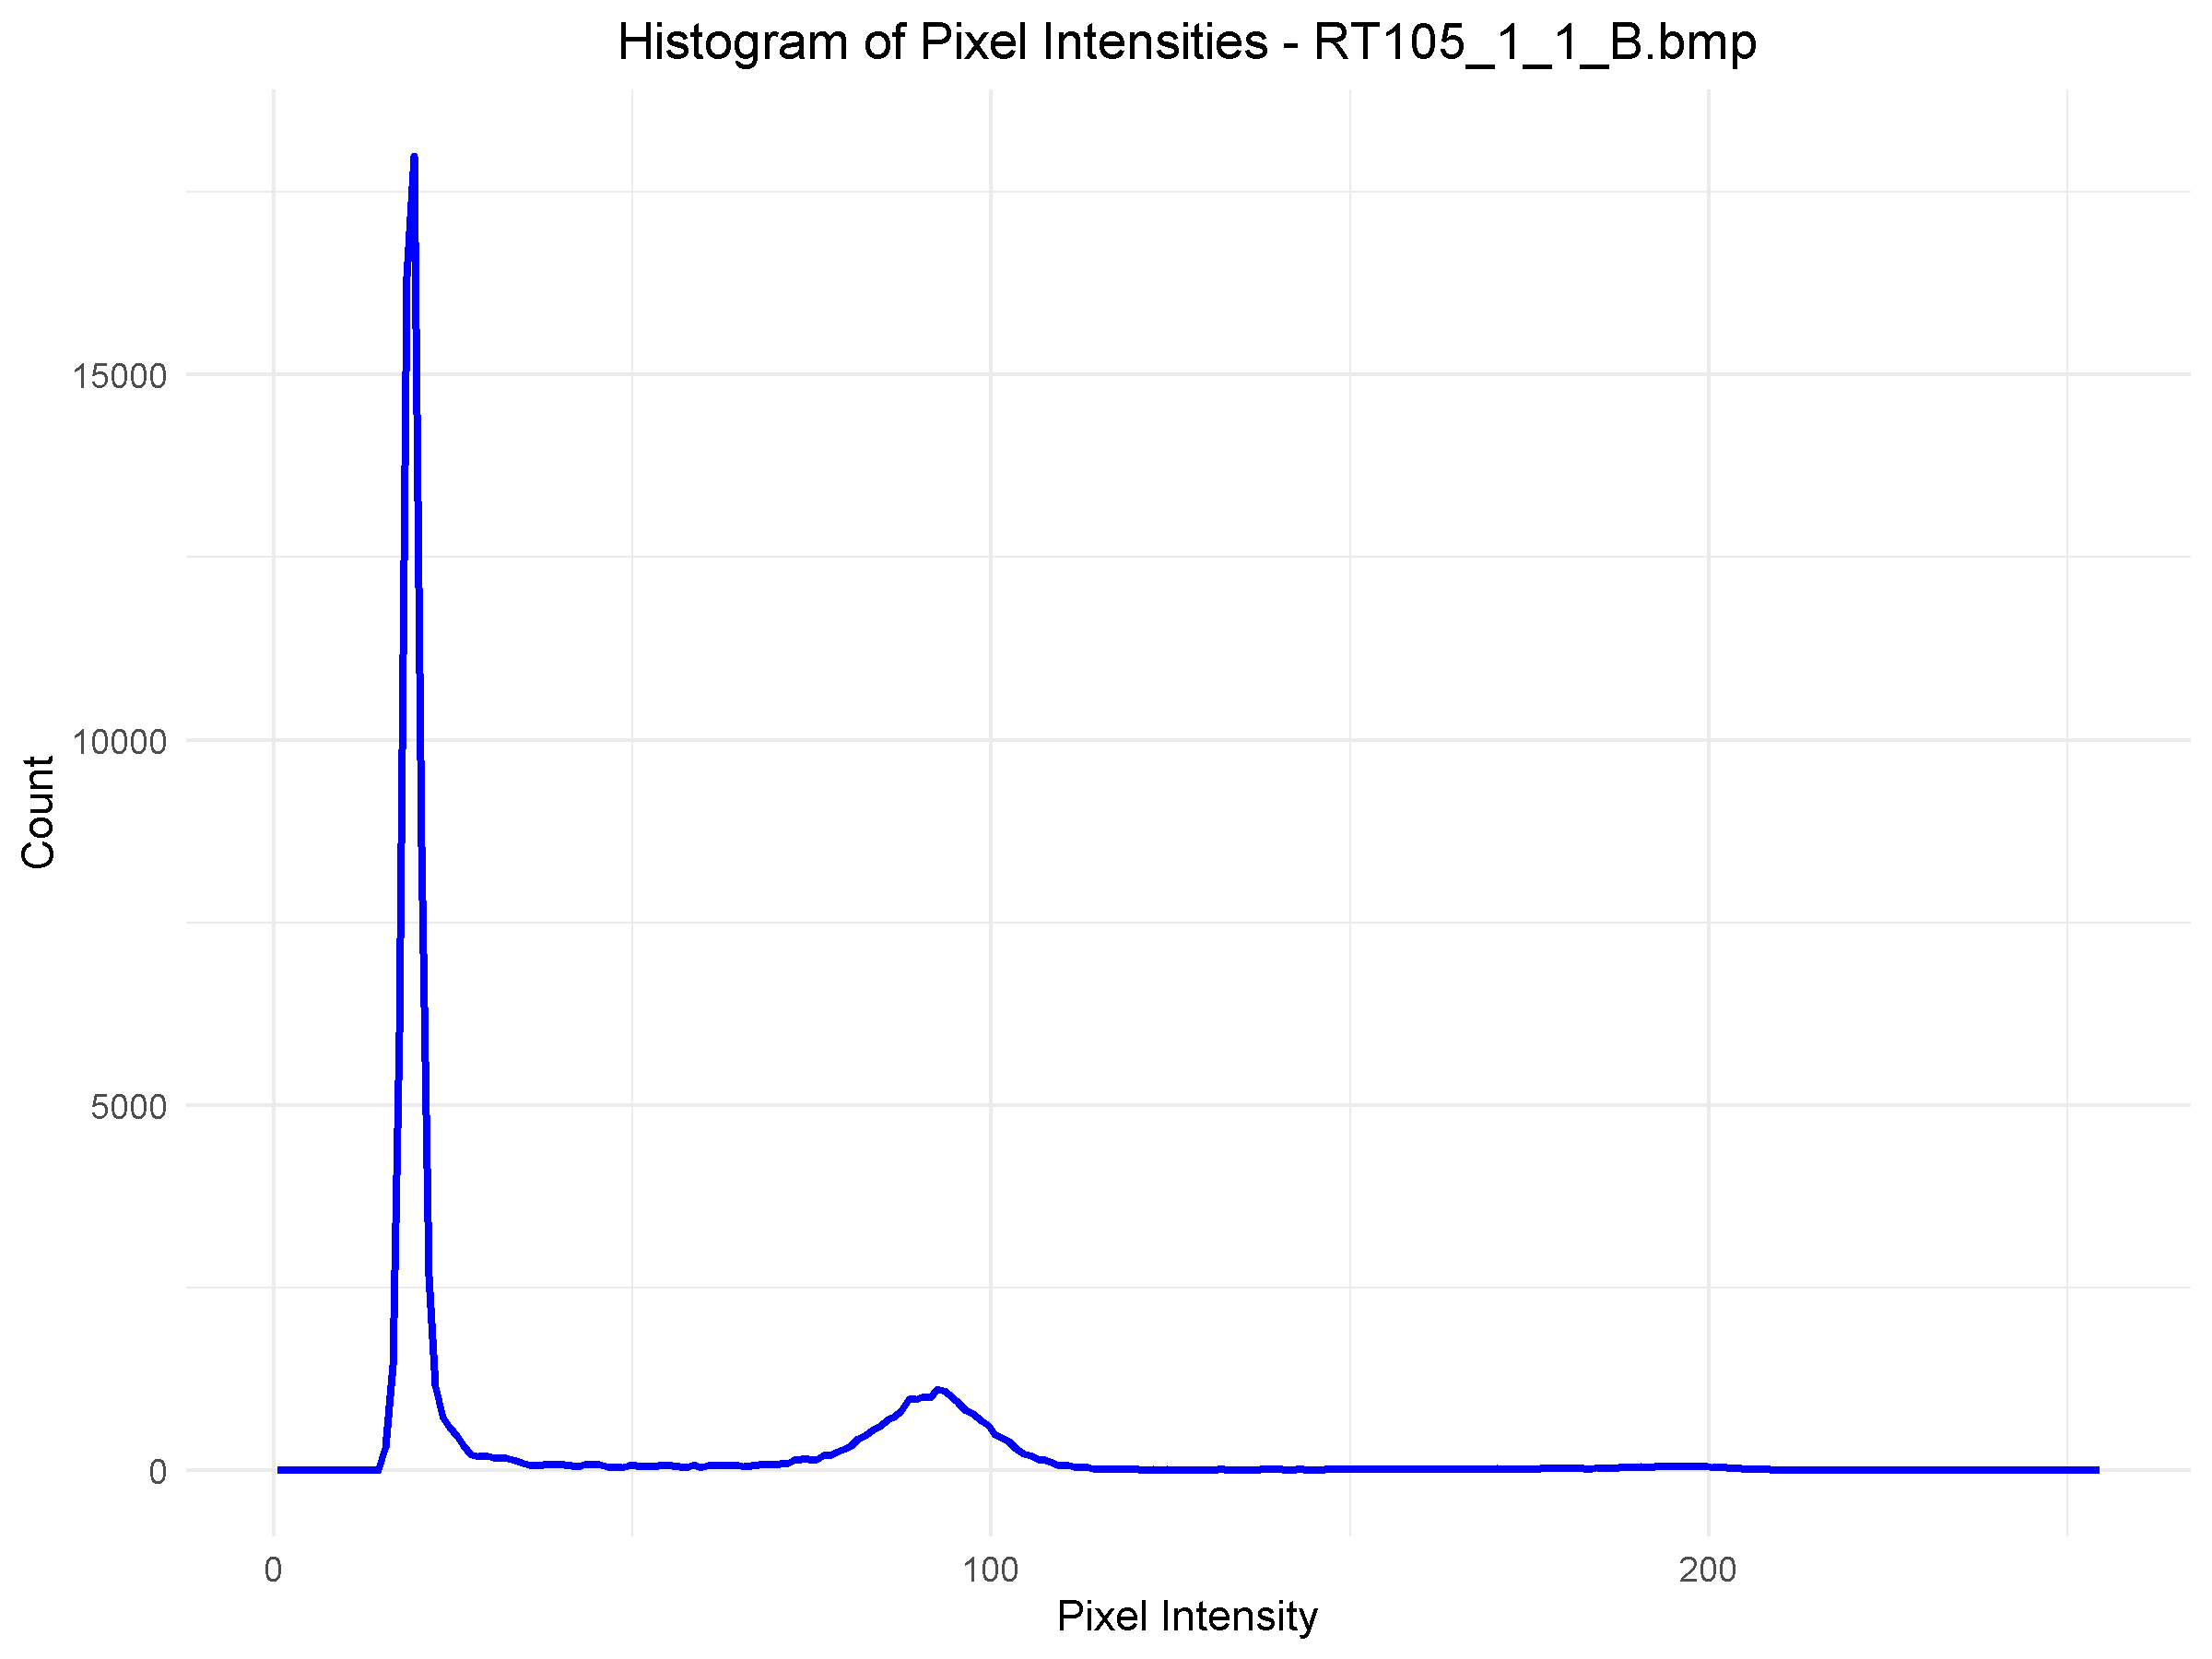 Histogram of Pixel Intensities - RT105_1_1_B.bmp
15000
10000
5000
0
Count
0 100 200
Pixel Intensity